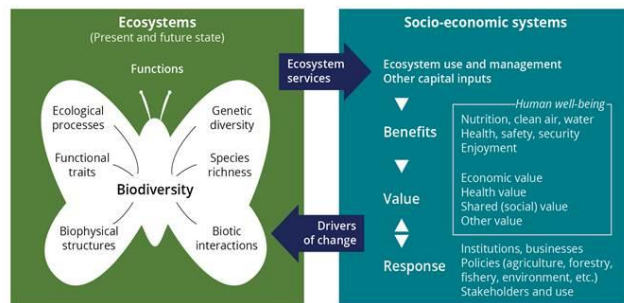 Ecosystems
(Present and future state)
Functions
Ecological
processes
Genetic
diversity
Functional
traits
Species
richness
Biodiversity
Biophysical
structures
Biotic
interactions
Ecosystem
services
Drivers
of change
Socio-economic systems
Ecosystem use and management
Other capital inputs
Human well-being
Benefits
Nutrition, clean air, water
Health, safety, security
Enjoyment
Value
Economic value
Health value
Shared (social) value
Other value
Response
Institutions, businesses
Policies (agriculture, forestry,
fishery, environment, etc.)
Stakeholders and use